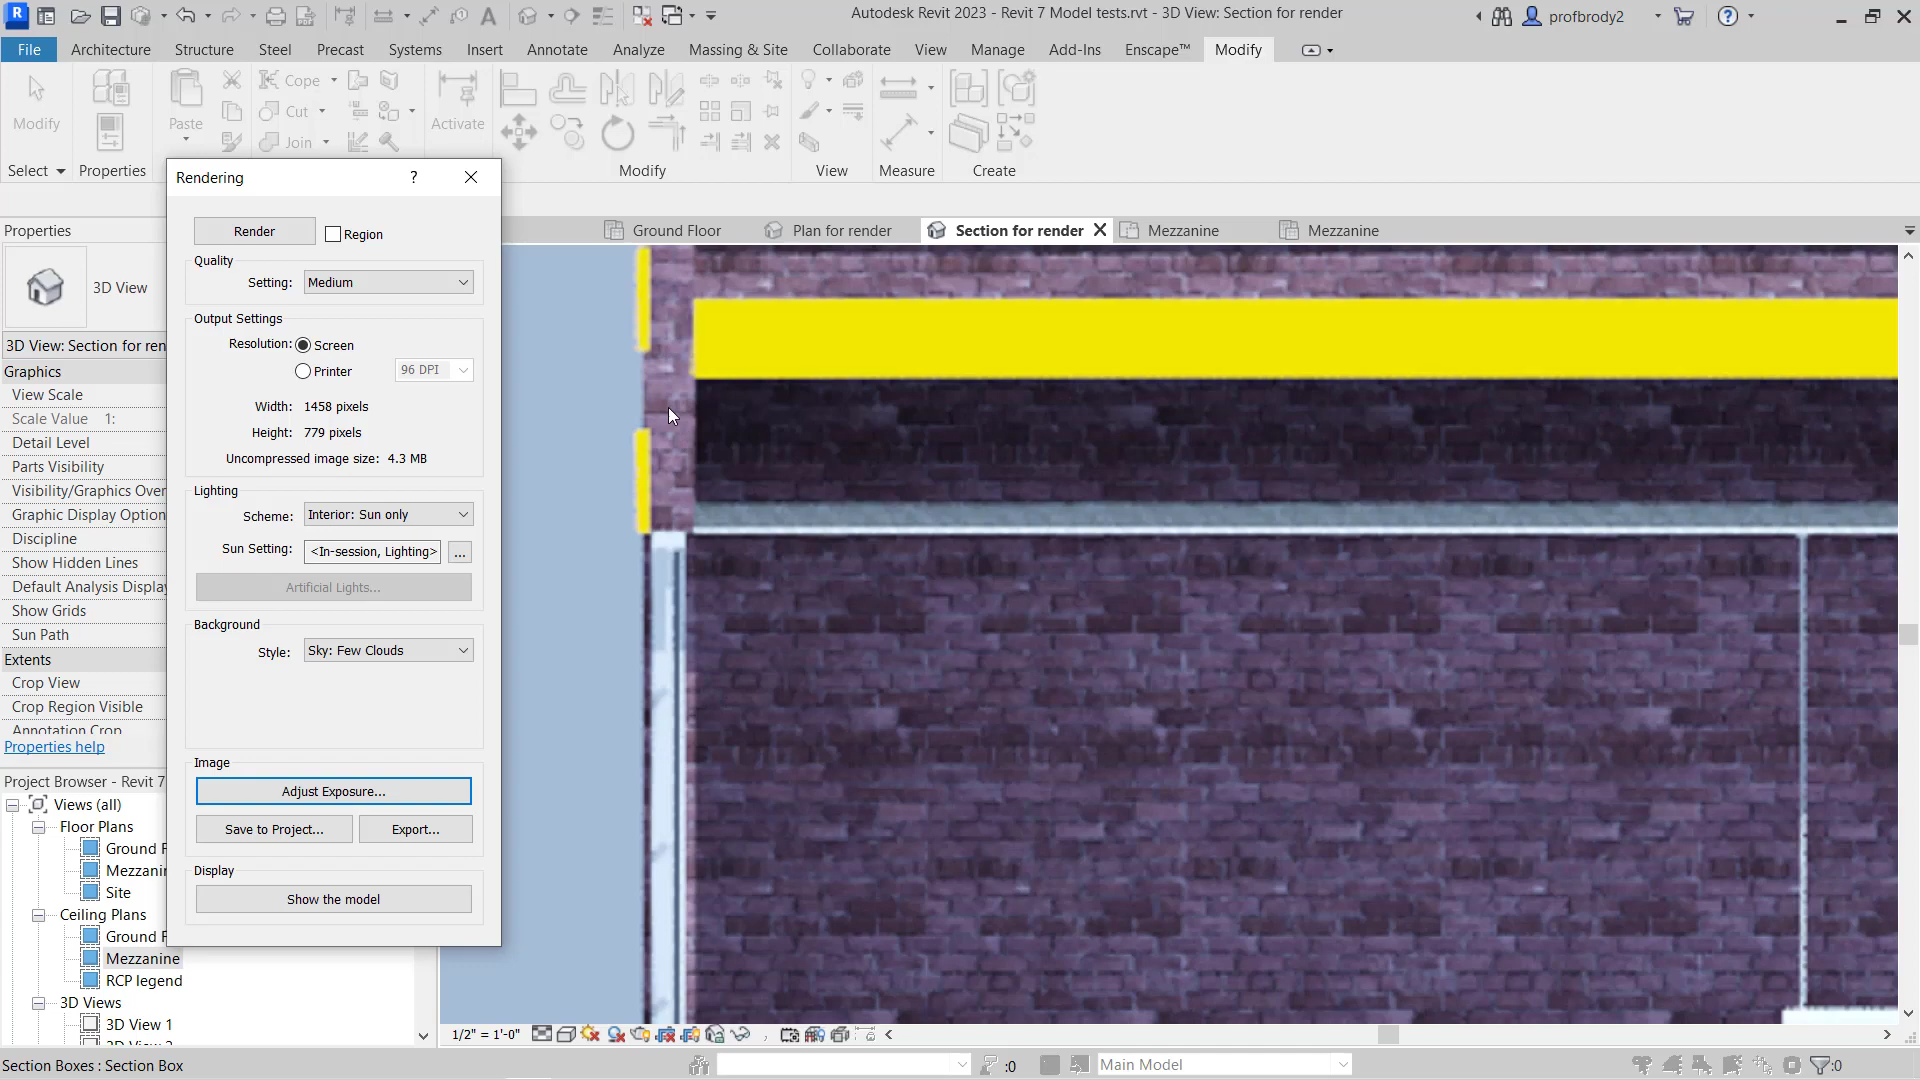 Autodesk Revit 2023 - Revit 7 Model tests.rvt - 3D View: Section for render
profbrody2
File
Architecture
Structure
Steel
Precast
Systems
Insert
Annotate
Analyze
Massing & Site
Collaborate
View
Manage
Add-Ins
Enscape™
Modify
Modify
Paste
Cope
Cut
Join
Activate
Select
Properties
Modify
View
Measure
Create
Rendering
?
Ground Floor
Plan for render
Section for render
Mezzanine
Mezzanine
Properties
3D View
3D View: Section for ren
Graphics
View Scale
Scale Value 1:
Detail Level
Parts Visibility
Visibility/Graphics Over
Graphic Display Option
Discipline
Show Hidden Lines
Default Analysis Display
Show Grids
Sun Path
Extents
Crop View
Crop Region Visible
Annotation Crop
Properties help
Render
Region
Quality
Setting:
Medium
Output Settings
Resolution:
Screen
Printer
96 DPI
Width: 1458 pixels
Height: 779 pixels
Uncompressed image size: 4.3 MB
Lighting
Scheme:
Interior: Sun only
Sun Setting:
<In-session, Lighting>
...
Artificial Lights...
Background
Style:
Sky: Few Clouds
Image
Adjust Exposure...
Save to Project...
Export...
Display
Show the model
Project Browser - Revit 7
Views (all)
Floor Plans
Ground F
Mezzani
Site
Ceiling Plans
Ground F
Mezzanine
RCP legend
3D Views
3D View 1
1/2" = 1'-0"
Section Boxes : Section Box
:0
Main Model
:0